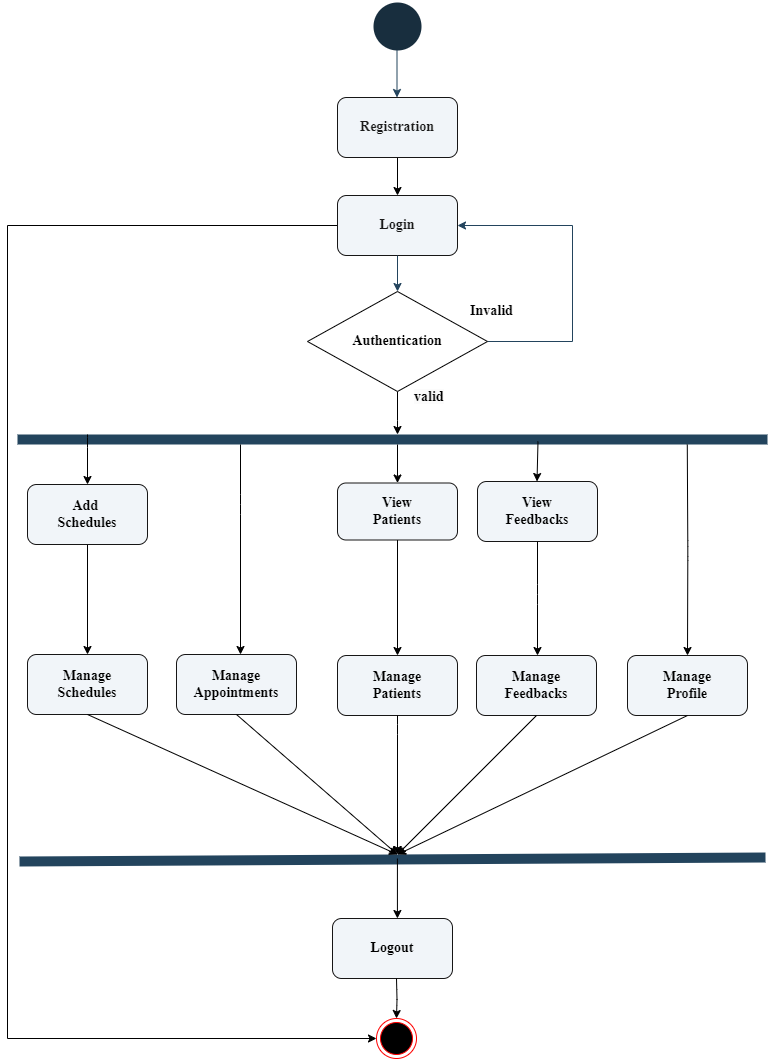 Registration
Login
Invalid
Authentication
valid
Add
Schedules
View
Patients
View
Feedbacks
Manage
Schedules
Manage
Appointments
Manage
Patients
Manage
Feedbacks
Manage
Profile
Logout